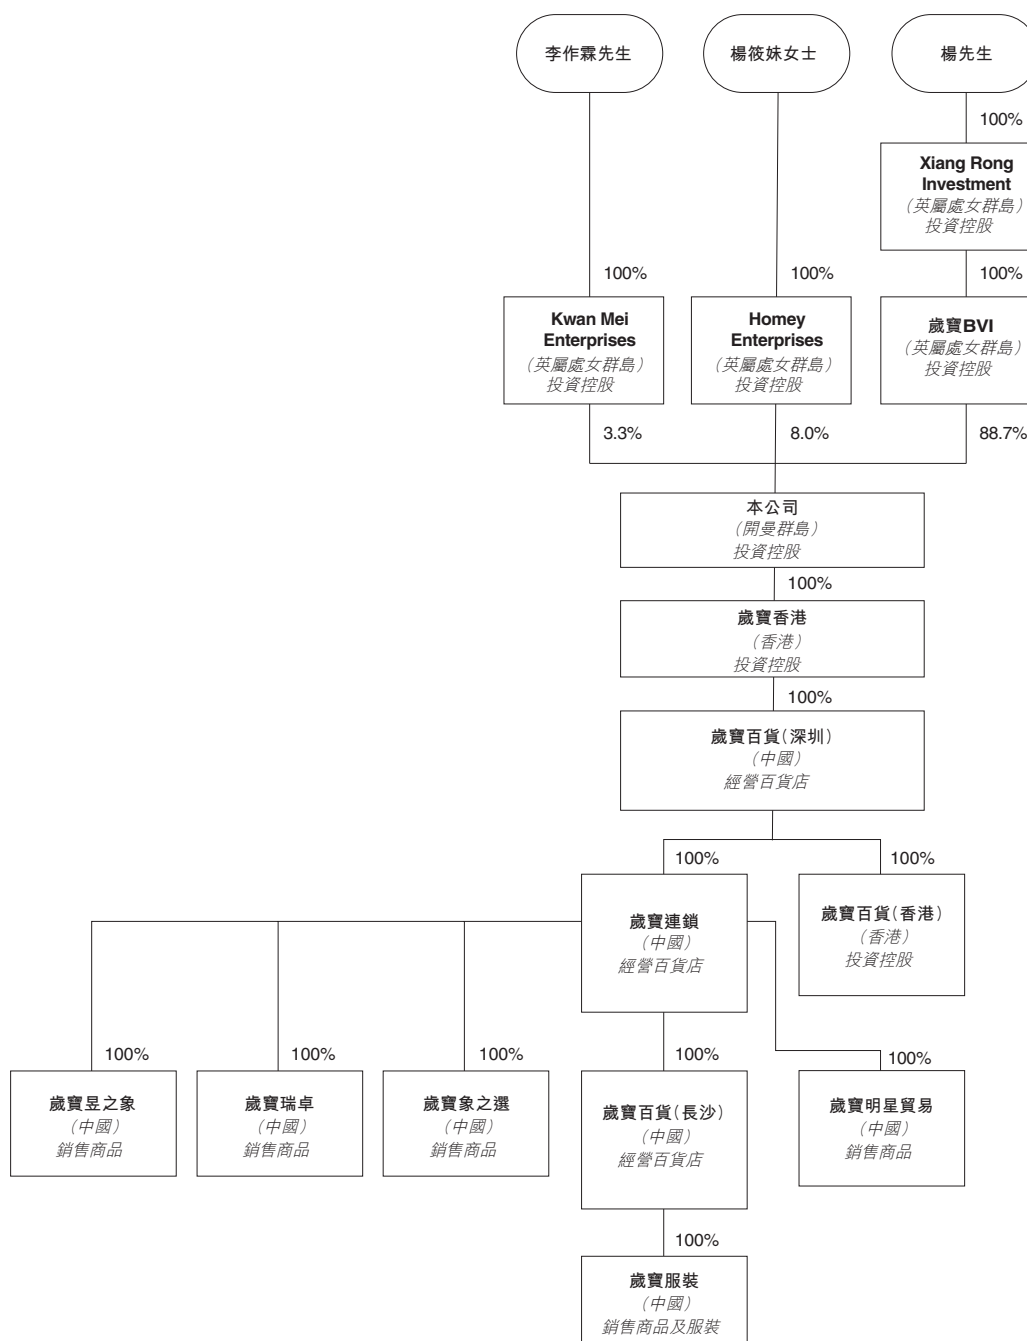 李作霖先生
楊筱妹女士
楊先生
100%
Xiang Rong
Investment
（英屬處女群島）
投資控股
100%
100%
100%
Kwan Mei
Enterprises
（英屬處女群島）
投資控股
Homey
Enterprises
（英屬處女群島）
投資控股
歲寶BVI
（英屬處女群島）
投資控股
3.3%
8.0%
88.7%
本公司
（開曼群島）
投資控股
100%
歲寶香港
（香港）
投資控股
100%
歲寶百貨（深圳）
（中國）
經營百貨店
100%
100%
歲寶連鎖
（中國）
經營百貨店
歲寶百貨（香港）
（香港）
投資控股
100%
100%
100%
100%
100%
歲寶昱之象
（中國）
銷售商品
歲寶瑞卓
（中國）
銷售商品
歲寶象之選
（中國）
銷售商品
歲寶百貨（長沙）
（中國）
經營百貨店
歲寶明星貿易
（中國）
銷售商品
100%
歲寶服裝
（中國）
銷售商品及服裝